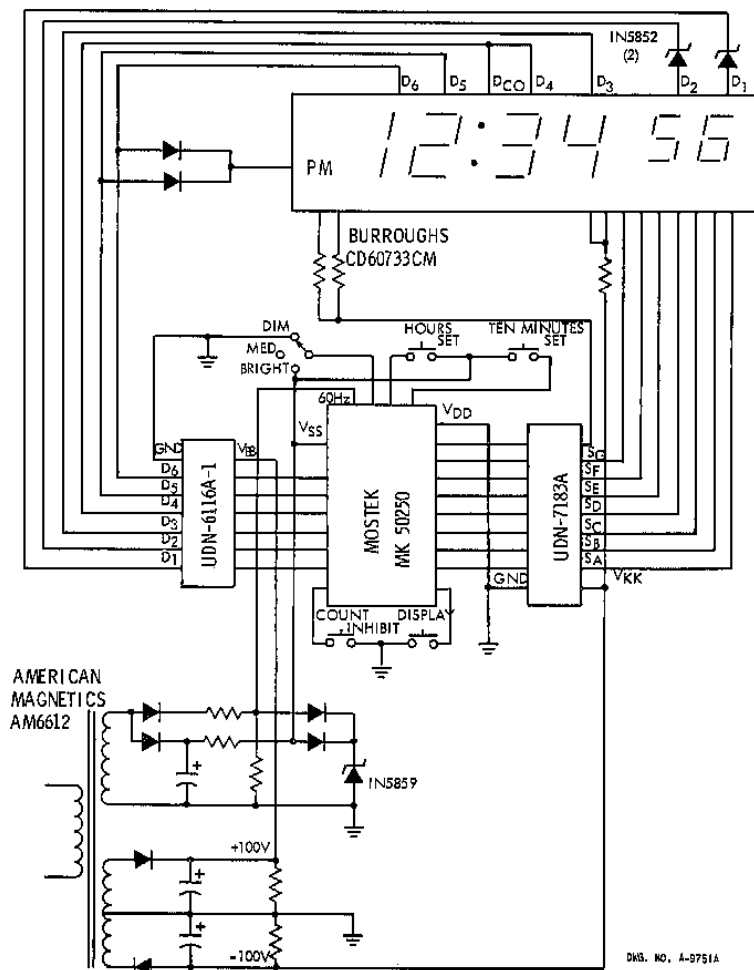 IN5852
(2)
D6 D5 DCO D4 D3 D2 D1
12:34 56
PM
BURROUGHS
CD60733CM
DIM
MED
BRIGHT
HOURS
SET
TEN MINUTES
SET
60Hz
VSS
VDD
GND
VBB
D6
D5
D4
D3
D2
D1
UDN-6116A-1
MOSTEK
MK 50250
UDN-7183A
SG
SF
SE
SD
SC
SB
SA
GND
VKK
COUNT
INHIBIT
DISPLAY
AMERICAN
MAGNETICS
AM6612
+
IN5859
+100V
+
+
-100V
DWG. NO. A-9751A